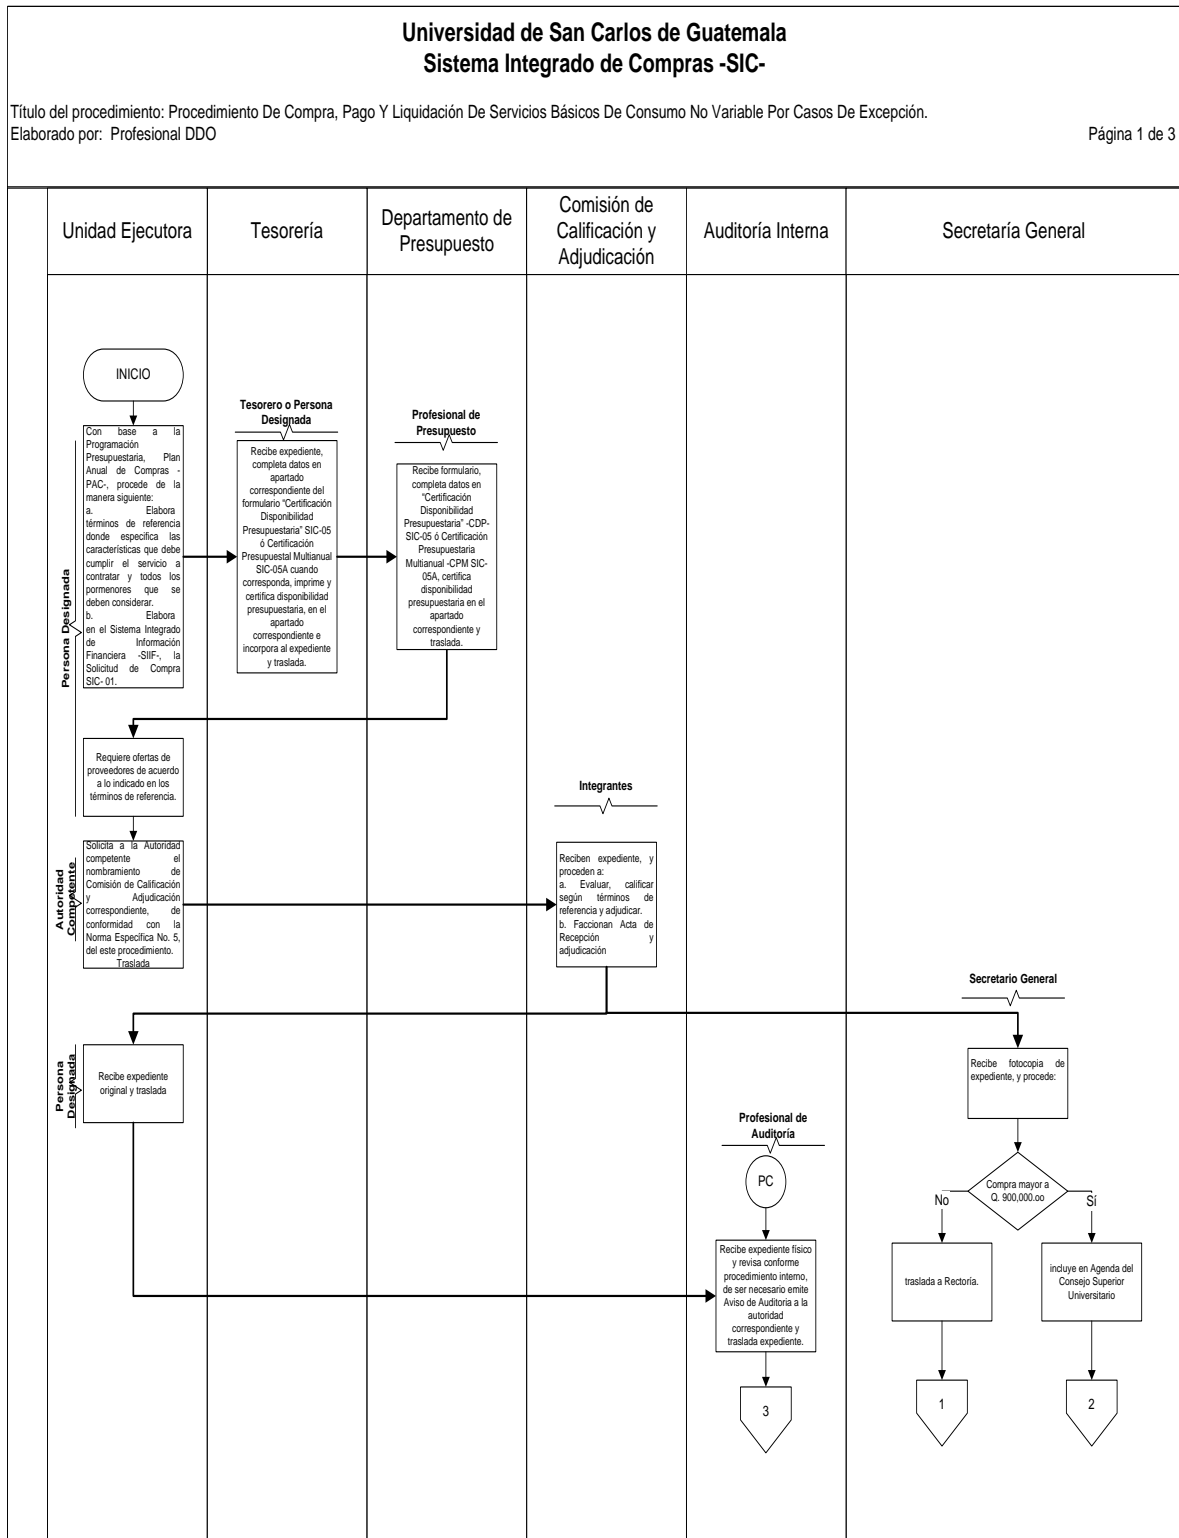 Universidad de San Carlos de Guatemala
Sistema Integrado de Compras -SIC-
Título del procedimiento: Procedimiento De Compra, Pago Y Liquidación De Servicios Básicos De Consumo No Variable Por Casos De Excepción.
Elaborado por: Profesional DDO
Página 1 de 3
Unidad Ejecutora
Tesorería
Departamento de
Presupuesto
Comisión de
Calificación y
Adjudicación
Auditoría Interna
Secretaría General
INICIO
Persona Designada
Con base a la
Programación
Presupuestaria, Plan
Anual de Compras -
PAC-, procede de la
manera siguiente:
a. Elabora
términos de referencia
donde especifica las
características que debe
cumplir el servicio a
contratar y todos los
pormenores que se
deben considerar.
b. Elabora
en el Sistema Integrado
de Información
Financiera -SIIF-, la
Solicitud de Compra
SIC- 01.
Tesorero o Persona
Designada
Recibe expediente,
completa datos en
apartado
correspondiente del
formulario “Certificación
Disponibilidad
Presupuestaria” SIC-05
ó Certificación
Presupuestal Multianual
SIC-05A cuando
corresponda, imprime y
certifica disponibilidad
presupuestaria, en el
apartado
correspondiente e
incorpora al expediente
y traslada.
Profesional de
Presupuesto
Recibe formulario,
completa datos en
“Certificación
Disponibilidad
Presupuestaria” -CDP-
SIC-05 ó Certificación
Presupuestaria
Multianual -CPM SIC-
05A, certifica
disponibilidad
presupuestaria en el
apartado
correspondiente y
traslada.
Requiere ofertas de
proveedores de acuerdo
a lo indicado en los
términos de referencia.
Autoridad
Competente
Solicita a la Autoridad
competente el
nombramiento de
Comisión de Calificación
y Adjudicación
correspondiente, de
conformidad con la
Norma Específica No. 5,
del este procedimiento.
Traslada
Integrantes
Reciben expediente, y
proceden a:
a. Evaluar, calificar
según términos de
referencia y adjudicar.
b. Faccionan Acta de
Recepción y
adjudicación
Persona
Designada
Recibe expediente
original y traslada
Secretario General
Recibe fotocopia de
expediente, y procede:
Compra mayor a
Q. 900,000.oo
No
Sí
Profesional de
Auditoría
PC
Recibe expediente físico
y revisa conforme
procedimiento interno,
de ser necesario emite
Aviso de Auditoria a la
autoridad
correspondiente y
traslada expediente.
traslada a Rectoría.
incluye en Agenda del
Consejo Superior
Universitario
3
1
2